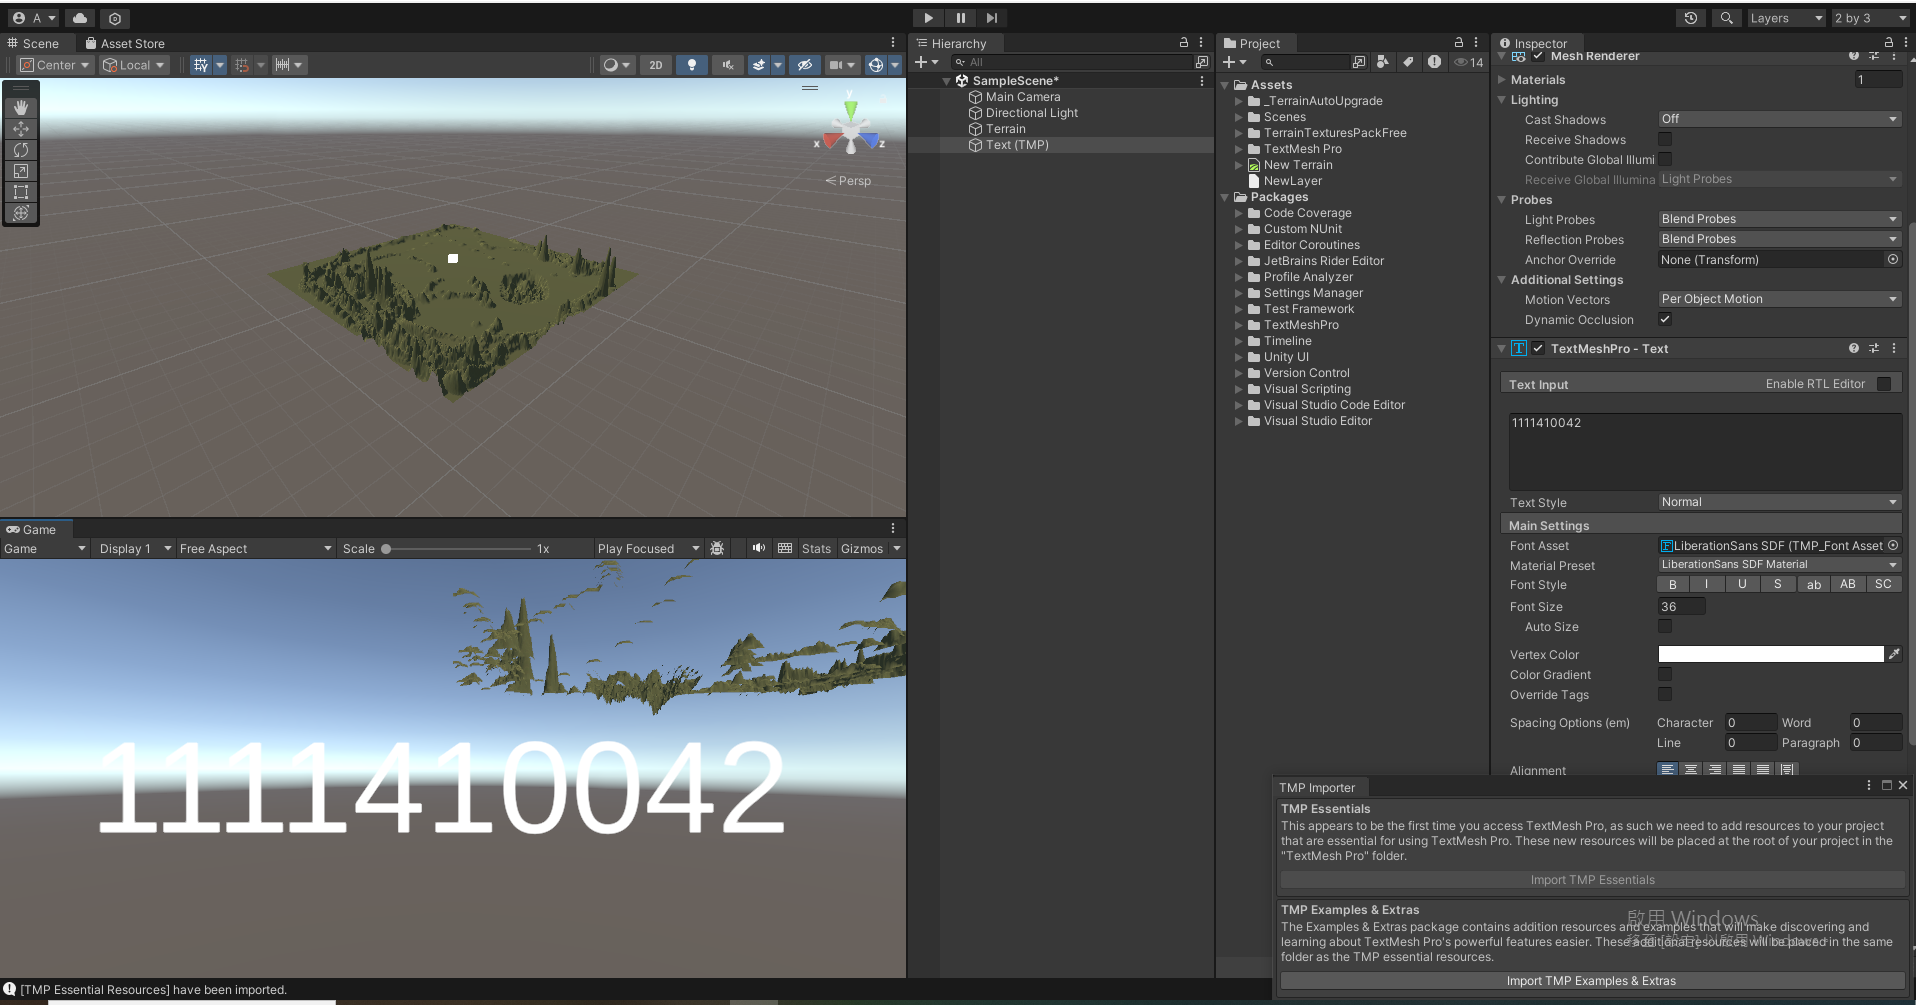 A
Layers
2 by 3
Scene
Asset Store
Center
Local
2D
y
x
z
Persp
Game
Game
Display 1
Free Aspect
Scale
1x
Play Focused
Stats
Gizmos
1111410042
Hierarchy
All
SampleScene*
Main Camera
Directional Light
Terrain
Text (TMP)
Project
14
Assets
_TerrainAutoUpgrade
Scenes
TerrainTexturesPackFree
TextMesh Pro
New Terrain
NewLayer
Packages
Code Coverage
Custom NUnit
Editor Coroutines
JetBrains Rider Editor
Profile Analyzer
Settings Manager
Test Framework
TextMeshPro
Timeline
Unity UI
Version Control
Visual Scripting
Visual Studio Code Editor
Visual Studio Editor
Inspector
Mesh Renderer
Materials 1
Lighting
Cast Shadows Off
Receive Shadows
Contribute Global Illumi
Receive Global Illumina Light Probes
Probes
Light Probes Blend Probes
Reflection Probes Blend Probes
Anchor Override None (Transform)
Additional Settings
Motion Vectors Per Object Motion
Dynamic Occlusion
TextMeshPro - Text
Text Input Enable RTL Editor
1111410042
Text Style Normal
Main Settings
Font Asset LiberationSans SDF (TMP_Font Asset
Material Preset LiberationSans SDF Material
Font Style B I U S ab AB SC
Font Size 36
Auto Size
Vertex Color
Color Gradient
Override Tags
Spacing Options (em) Character 0 Word 0
Line 0 Paragraph 0
Alignment
TMP Importer
TMP Essentials
This appears to be the first time you access TextMesh Pro, as such we need to add resources to your project
that are essential for using TextMesh Pro. These new resources will be placed at the root of your project in the
"TextMesh Pro" folder.
Import TMP Essentials
TMP Examples & Extras
The Examples & Extras package contains addition resources and examples that will make discovering and
learning about TextMesh Pro's powerful features easier. These additional resources will be placed in the same
folder as the TMP essential resources.
Import TMP Examples & Extras
啟用 Windows
移至 [設定] 以啟用 Windows。
[TMP Essential Resources] have been imported.